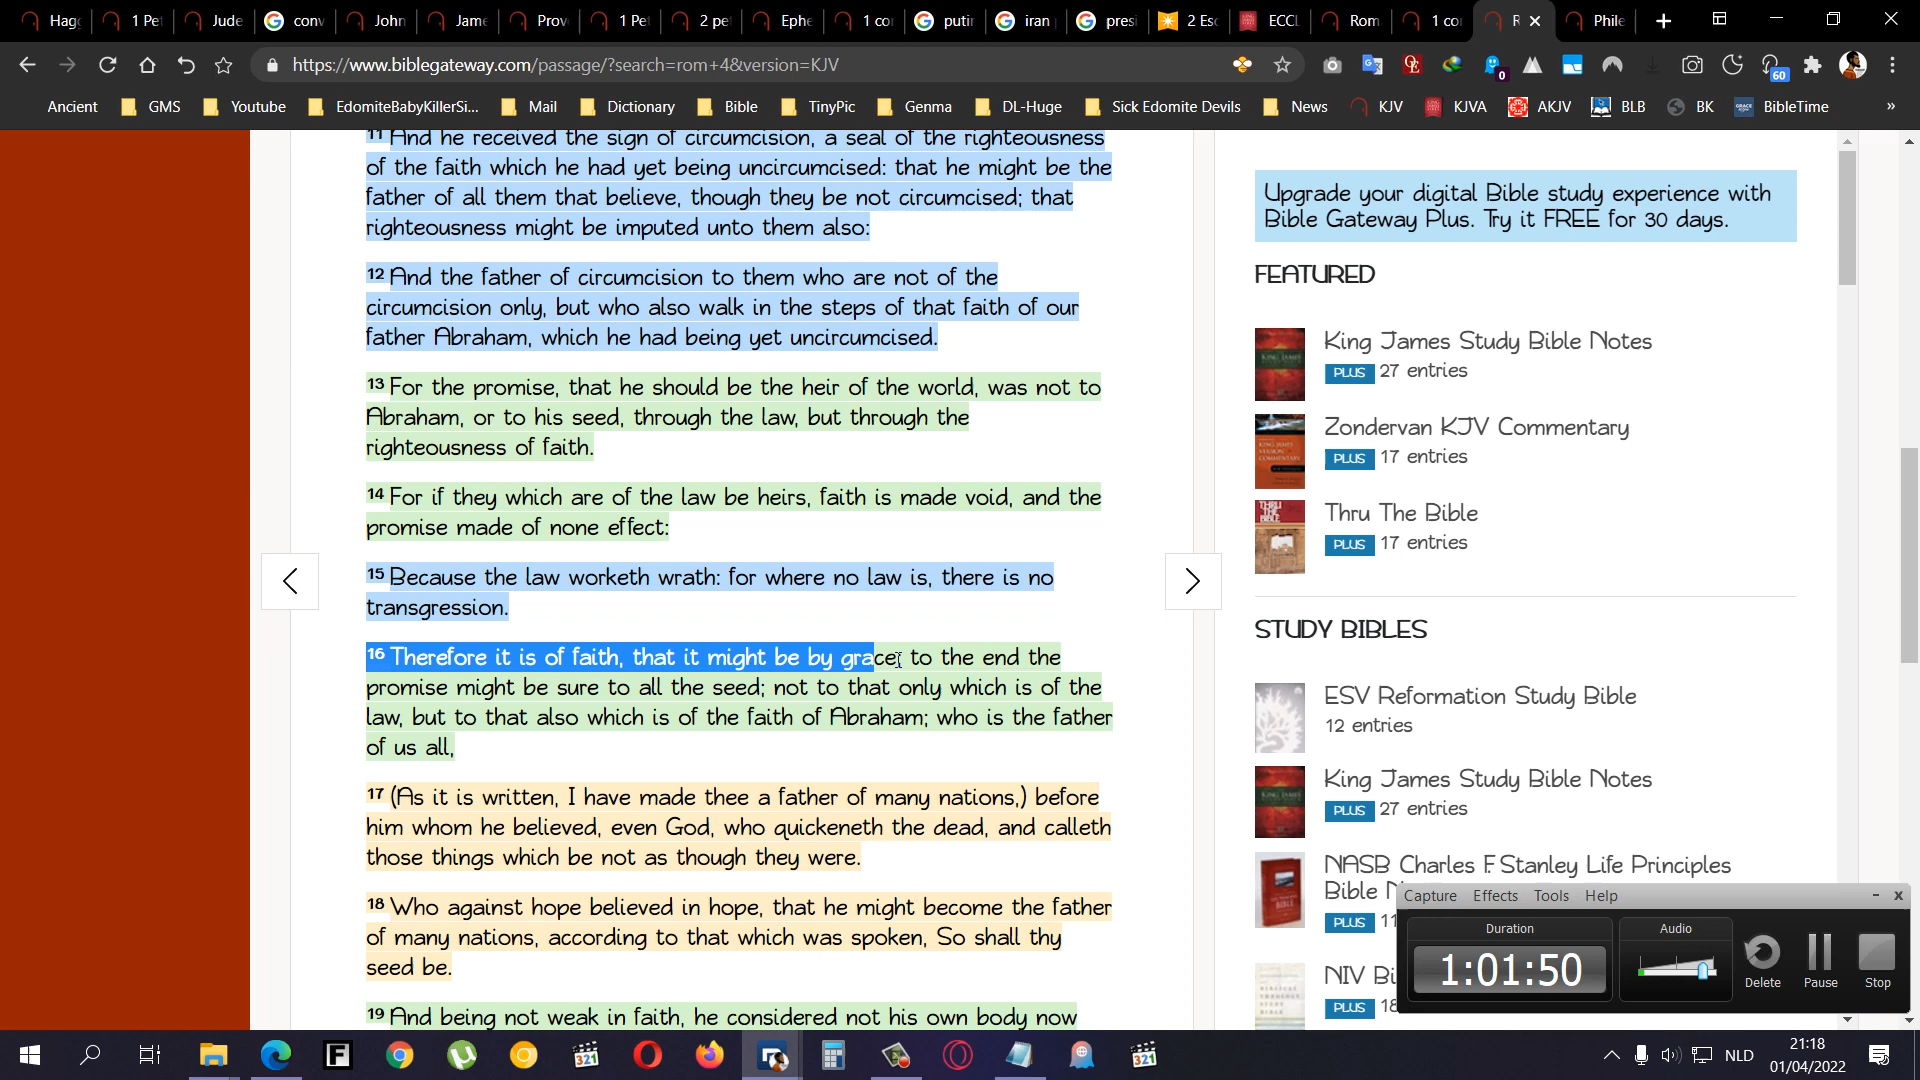 Hagg
1 Pet
Jude
conv
John
Jame
Prov
1 Pe
2 pet
Ephe
1 cor
putir
iran
presi
2 Esc
ECCL
Rom
1 cor
R
Phile
https://www.biblegateway.com/passage/?search=rom+4&version=KJV
0
60
Ancient
GMS
Youtube
EdomiteBabyKillerSi...
Mail
Dictionary
Bible
TinyPic
Genma
DL-Huge
Sick Edomite Devils
News
KJV
KJVA
AKJV
BLB
BK
BibleTime
»
11 And he received the sign of circumcision, a seal of the righteousness
of the faith which he had yet being uncircumcised: that he might be the
father of all them that believe, though they be not circumcised; that
righteousness might be imputed unto them also:
12 And the father of circumcision to them who are not of the
circumcision only, but who also walk in the steps of that faith of our
father Abraham, which he had being yet uncircumcised.
13 For the promise, that he should be the heir of the world, was not to
Abraham, or to his seed, through the law, but through the
righteousness of faith.
14 For if they which are of the law be heirs, faith is made void, and the
promise made of none effect:
15 Because the law worketh wrath: for where no law is, there is no
transgression.
16 Therefore it is of faith, that it might be by grace; to the end the
promise might be sure to all the seed; not to that only which is of the
law, but to that also which is of the faith of Abraham; who is the father
of us all,
17 (As it is written, I have made thee a father of many nations,) before
him whom he believed, even God, who quickeneth the dead, and calleth
those things which be not as though they were.
18 Who against hope believed in hope, that he might become the father
of many nations, according to that which was spoken, So shall thy
seed be.
19 And being not weak in faith, he considered not his own body now
Upgrade your digital Bible study experience with
Bible Gateway Plus. Try it FREE for 30 days.
FEATURED
King James Study Bible Notes
PLUS 27 entries
Zondervan KJV Commentary
PLUS 17 entries
Thru The Bible
PLUS 17 entries
STUDY BIBLES
ESV Reformation Study Bible
12 entries
King James Study Bible Notes
PLUS 27 entries
NASB Charles F. Stanley Life Principles
Bible N
PLUS 11
NIV Bi
PLUS 18
Capture Effects Tools Help
Duration
Audio
1:01:50
Delete
Pause
Stop
321
321
NLD
21:18
01/04/2022